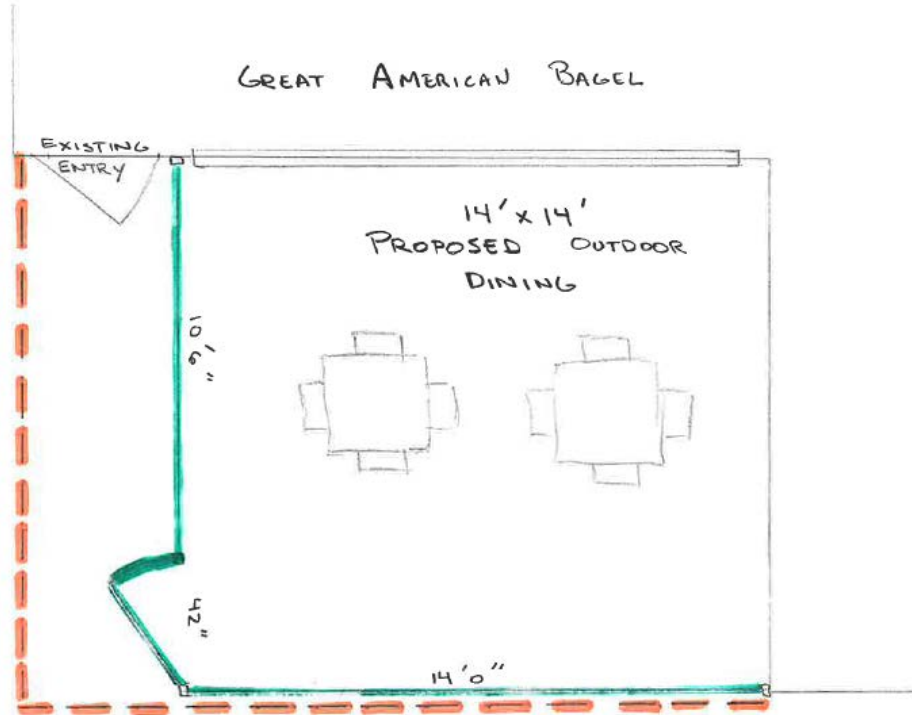 GREAT AMERICAN BAGEL
EXISTING
ENTRY
14' x 14'
PROPOSED OUTDOOR
DINING
10'6"
42"
14'0"